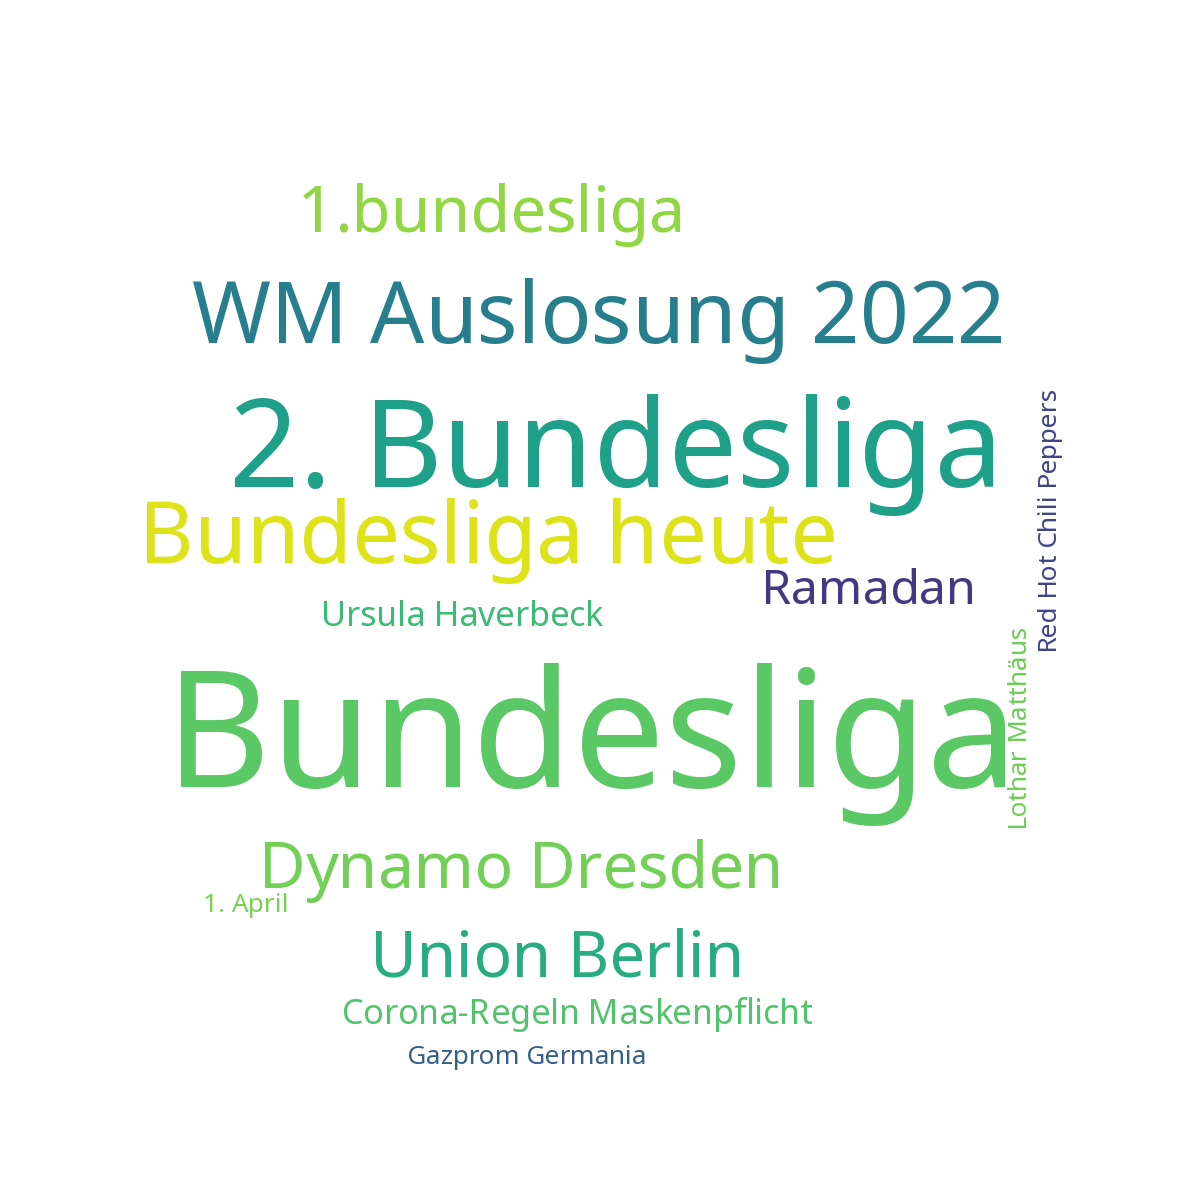 1.bundesliga
WM Auslosung 2022
2. Bundesliga
Red Hot Chili Peppers
Bundesliga heute
Ramadan
Ursula Haverbeck
Lothar Matthäus
Bundesliga
Dynamo Dresden
1. April
Union Berlin
Corona-Regeln Maskenpflicht
Gazprom Germania